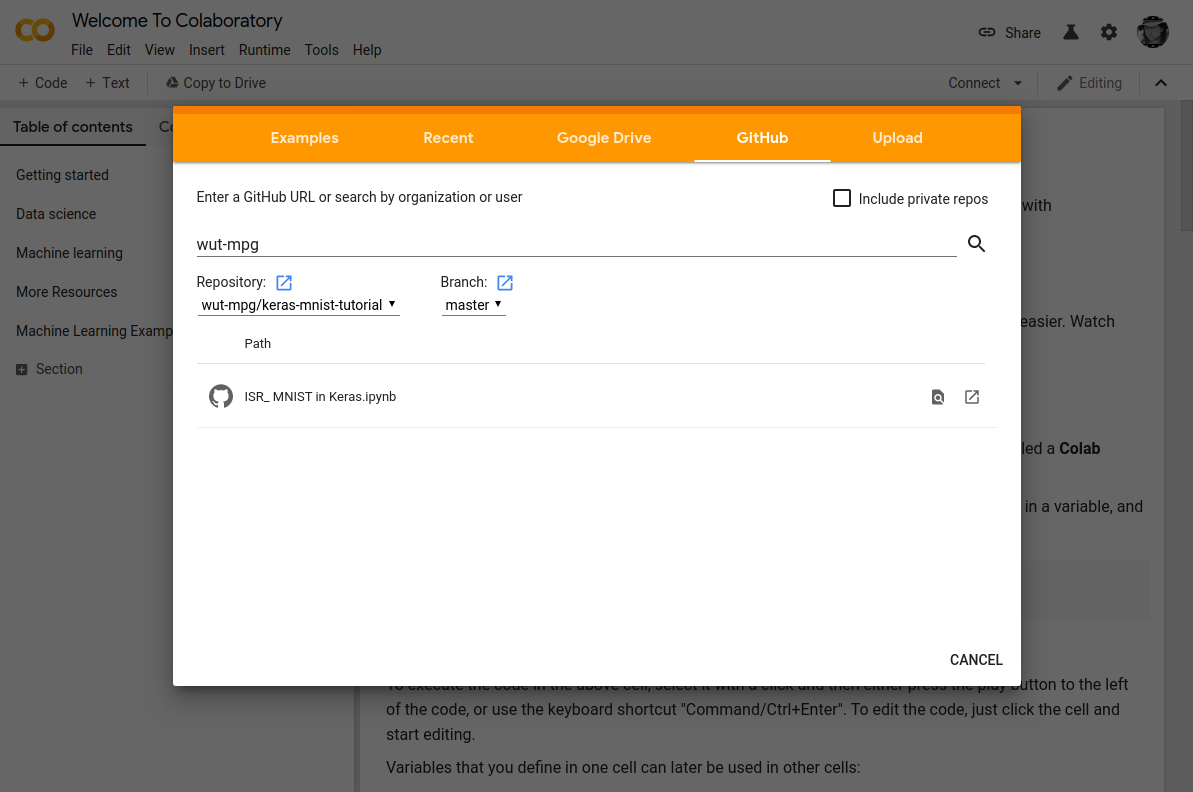 Welcome To Colaboratory
File Edit View Insert Runtime Tools Help
Share
+ Code + Text Copy to Drive
Connect Editing
Table of contents
Getting started
Data science
Machine learning
More Resources
Machine Learning Examp
Section
Examples Recent Google Drive GitHub Upload
Enter a GitHub URL or search by organization or user
Include private repos
wut-mpg
Repository: Branch:
wut-mpg/keras-mnist-tutorial master
Path
ISR_ MNIST in Keras.ipynb
CANCEL
with
easier. Watch
led a Colab
in a variable, and
To execute the code in the above cell, select it with a click and then either press the play button to the left
of the code, or use the keyboard shortcut "Command/Ctrl+Enter". To edit the code, just click the cell and
start editing.
Variables that you define in one cell can later be used in other cells: